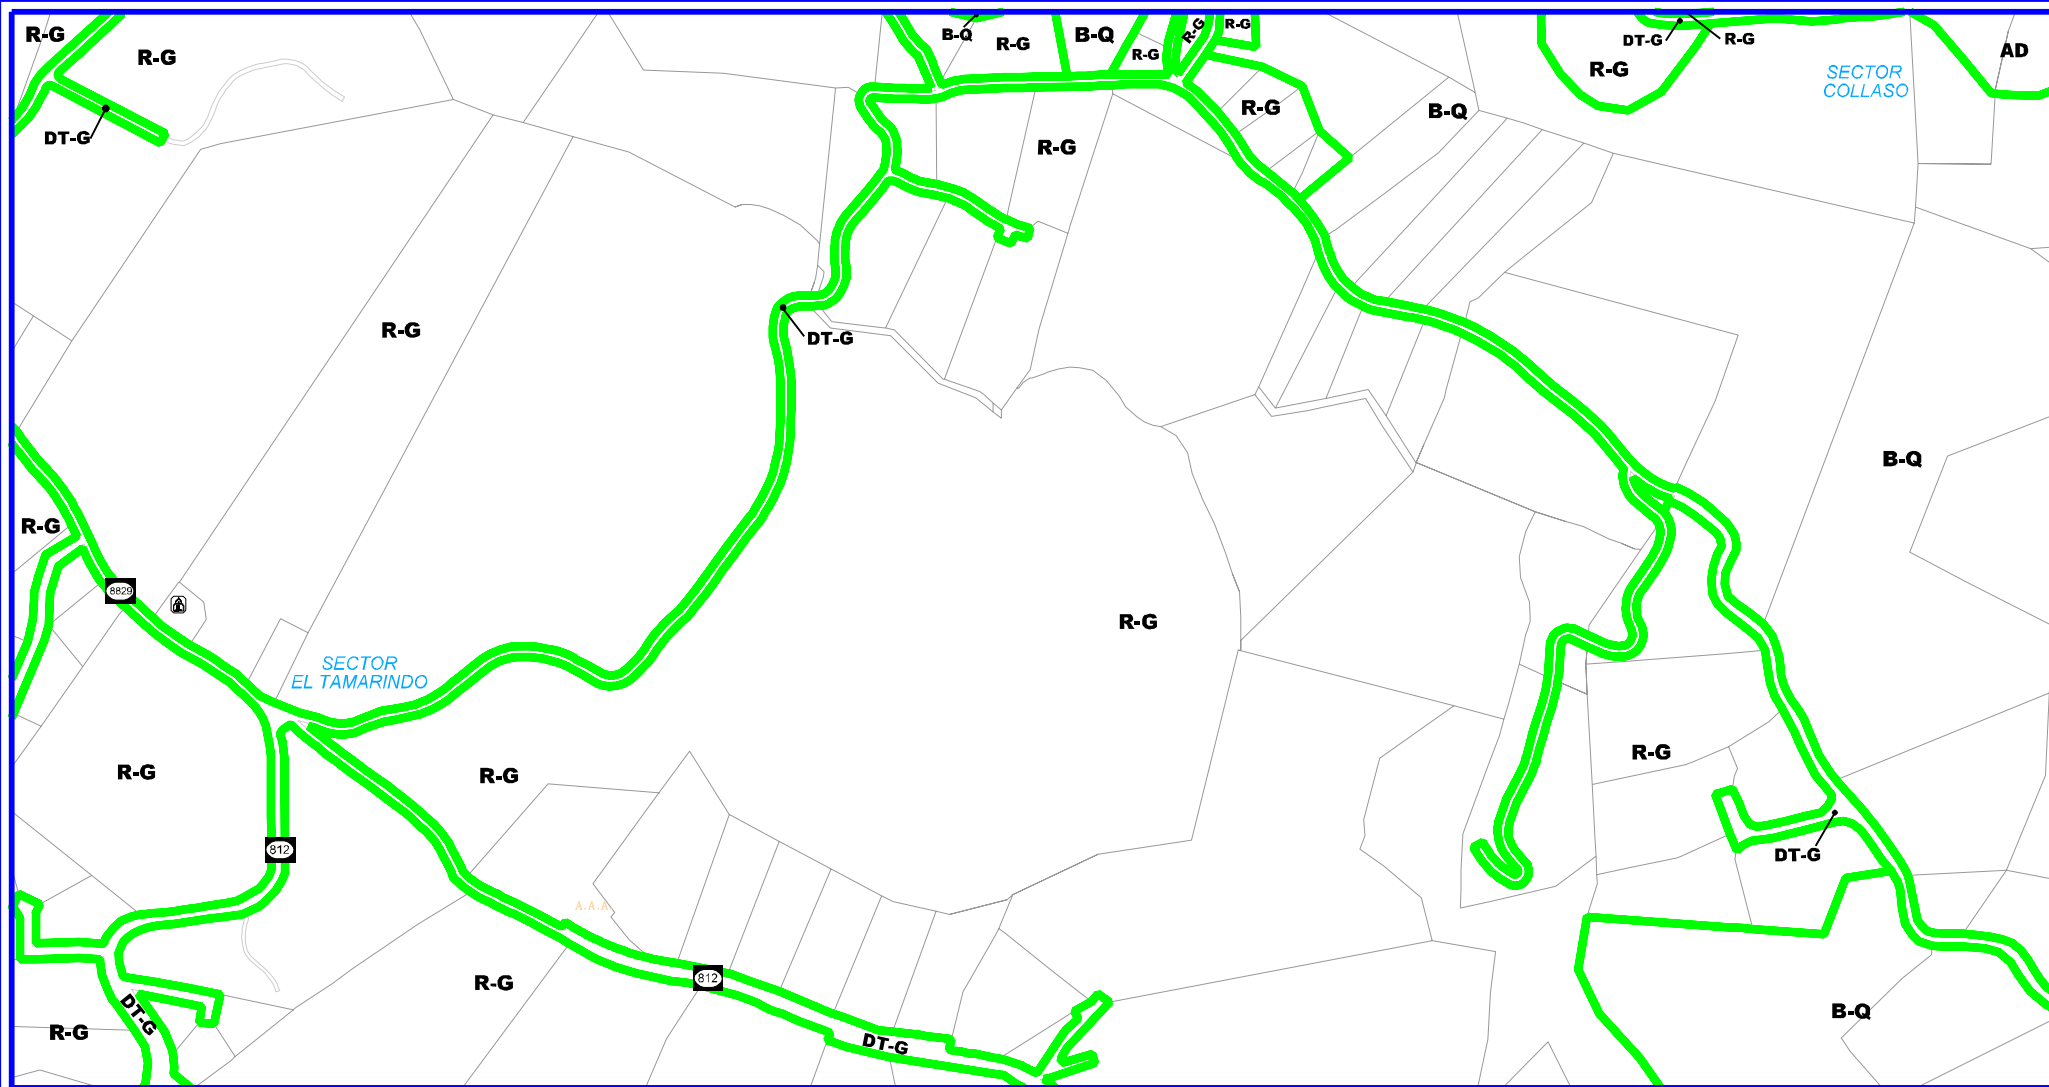 R-G
R-G
B-Q
R-G
B-Q
R-G
R-G
R-G
DT-G
R-G
R-G
AD
SECTOR
COLLASO
DT-G
R-G
B-Q
R-G
R-G
DT-G
B-Q
R-G
8829
R-G
SECTOR
EL TAMARINDO
R-G
R-G
R-G
812
DT-G
A.A.A
R-G
812
DT-G
R-G
DT-G
B-Q